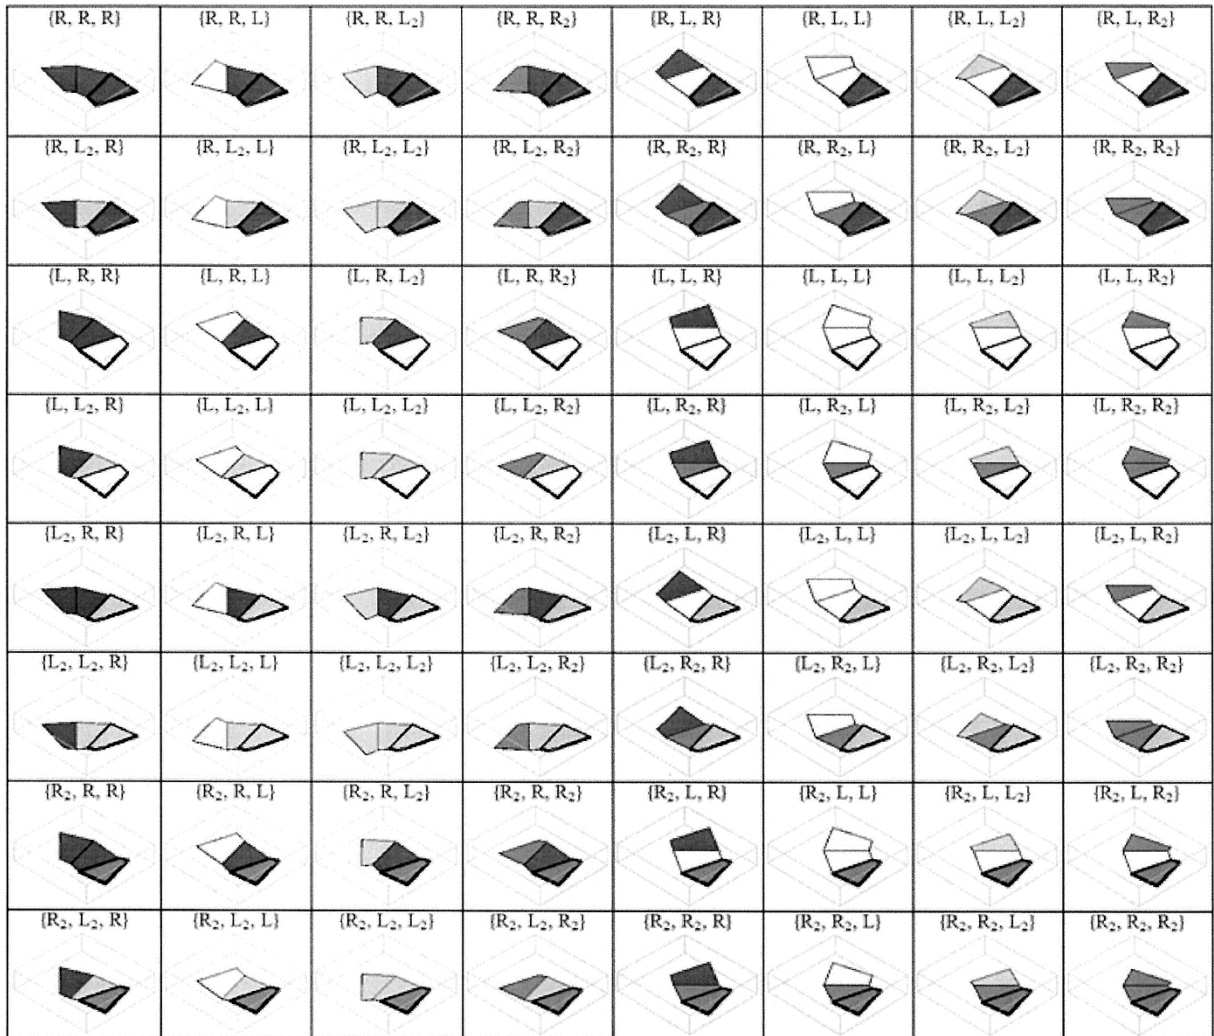 {R, R, R} {R, R, L} {R, R, L₂} {R, R, R₂} {R, L, R} {R, L, L} {R, L, L₂} {R, L, R₂}
{R, L₂, R} {R, L₂, L} {R, L₂, L₂} {R, L₂, R₂} {R, R₂, R} {R, R₂, L} {R, R₂, L₂} {R, R₂, R₂}
{L, R, R} {L, R, L} {L, R, L₂} {L, R, R₂} {L, L, R} {L, L, L} {L, L, L₂} {L, L, R₂}
{L, L₂, R} {L, L₂, L} {L, L₂, L₂} {L, L₂, R₂} {L, R₂, R} {L, R₂, L} {L, R₂, L₂} {L, R₂, R₂}
{L₂, R, R} {L₂, R, L} {L₂, R, L₂} {L₂, R, R₂} {L₂, L, R} {L₂, L, L} {L₂, L, L₂} {L₂, L, R₂}
{L₂, L₂, R} {L₂, L₂, L} {L₂, L₂, L₂} {L₂, L₂, R₂} {L₂, R₂, R} {L₂, R₂, L} {L₂, R₂, L₂} {L₂, R₂, R₂}
{R₂, R, R} {R₂, R, L} {R₂, R, L₂} {R₂, R, R₂} {R₂, L, R} {R₂, L, L} {R₂, L, L₂} {R₂, L, R₂}
{R₂, L₂, R} {R₂, L₂, L} {R₂, L₂, L₂} {R₂, L₂, R₂} {R₂, R₂, R} {R₂, R₂, L} {R₂, R₂, L₂} {R₂, R₂, R₂}